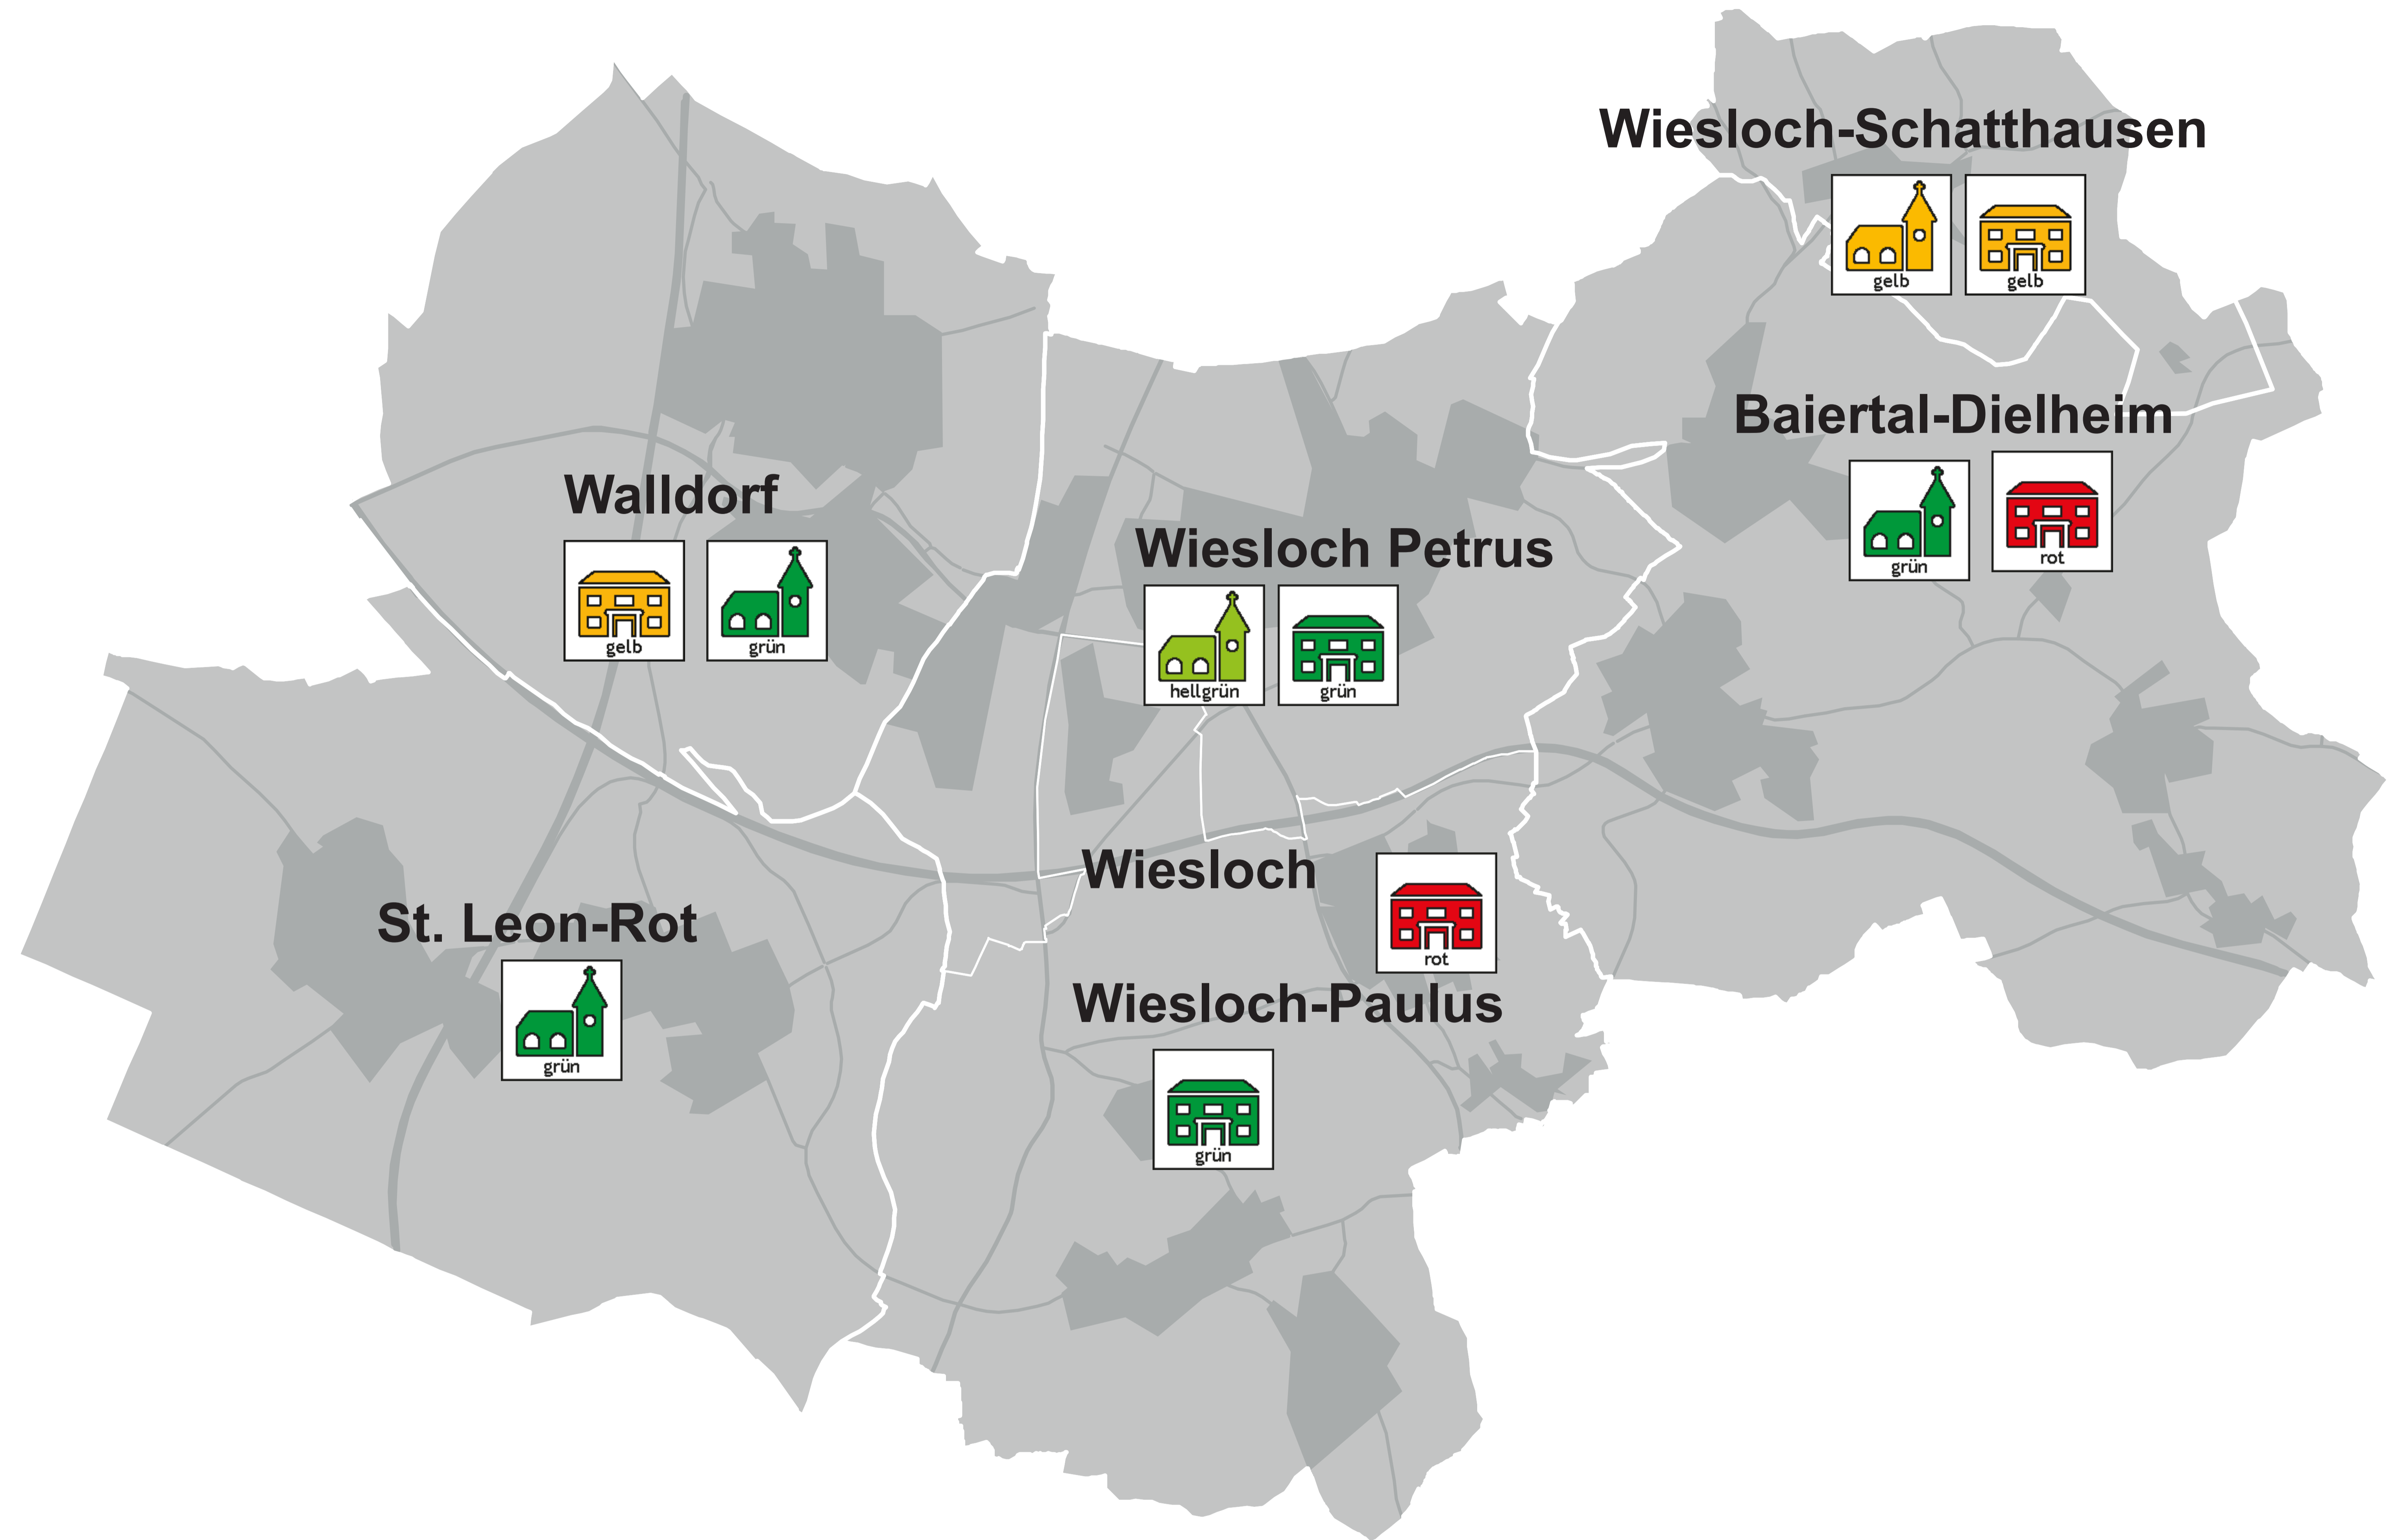 Wiesloch-Schatthausen
gelb
gelb
Baiertal-Dielheim
grün
rot
Walldorf
gelb
grün
Wiesloch Petrus
hellgrün
grün
Wiesloch
rot
St. Leon-Rot
grün
Wiesloch-Paulus
grün